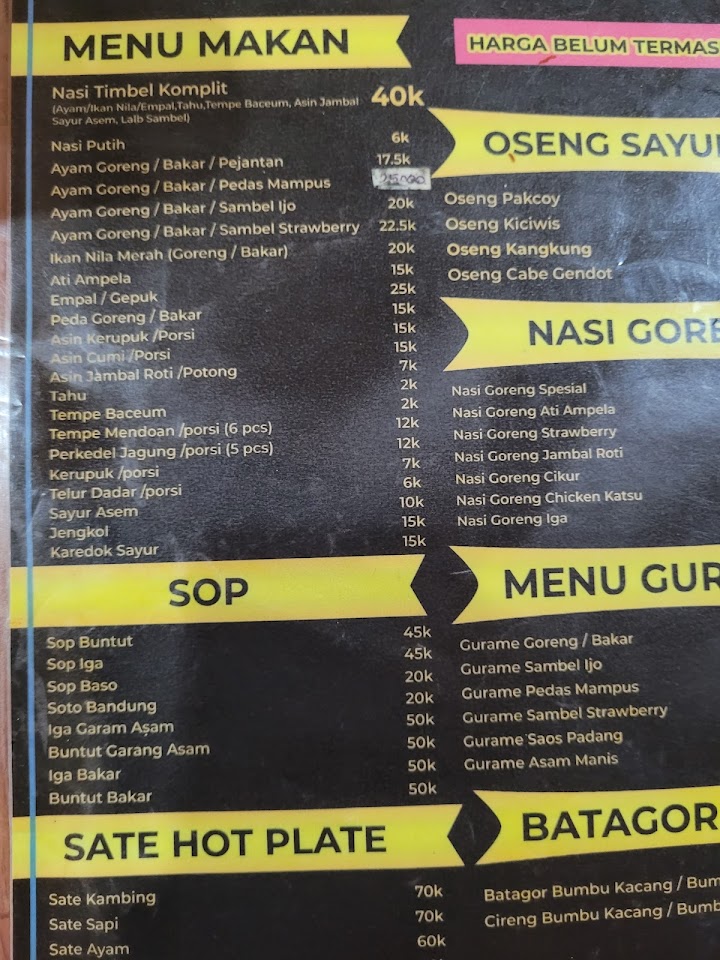 MENU MAKAN
Nasi Timbel Komplit 40k
(Ayam/Ikan Nila/Empal,Tahu,Tempe Baceum, Asin Jambal
Sayur Asem, Lalb Sambel)
Nasi Putih 6k
Ayam Goreng / Bakar / Pejantan 17.5k
Ayam Goreng / Bakar / Pedas Mampus
Ayam Goreng / Bakar / Sambel Ijo 20k
Ayam Goreng / Bakar / Sambel Strawberry 22.5k
Ikan Nila Merah (Goreng / Bakar) 20k
Ati Ampela 15k
Empal / Gepuk 25k
Peda Goreng / Bakar 15k
Asin Kerupuk /Porsi 15k
Asin Cumi /Porsi 15k
Asin Jambal Roti /Potong 7k
Tahu 2k
Tempe Baceum 2k
Tempe Mendoan /porsi (6 pcs) 12k
Perkedel Jagung /porsi (5 pcs) 12k
Kerupuk /porsi 7k
Telur Dadar /porsi 6k
Sayur Asem 10k
Jengkol 15k
Karedok Sayur 15k
SOP
Sop Buntut 45k
Sop Iga 45k
Sop Baso 20k
Soto Bandung 20k
Iga Garam Asam 50k
Buntut Garang Asam 50k
Iga Bakar 50k
Buntut Bakar 50k
SATE HOT PLATE
Sate Kambing 70k
Sate Sapi 70k
Sate Ayam 60k
HARGA BELUM TERMAS
OSENG SAYU
Oseng Pakcoy
Oseng Kiciwis
Oseng Kangkung
Oseng Cabe Gendot
NASI GORE
Nasi Goreng Spesial
Nasi Goreng Ati Ampela
Nasi Goreng Strawberry
Nasi Goreng Jambal Roti
Nasi Goreng Cikur
Nasi Goreng Chicken Katsu
Nasi Goreng Iga
MENU GUR
Gurame Goreng / Bakar
Gurame Sambel Ijo
Gurame Pedas Mampus
Gurame Sambel Strawberry
Gurame Saos Padang
Gurame Asam Manis
BATAGOR
Batagor Bumbu Kacang / Bum
Cireng Bumbu Kacang / Bumb